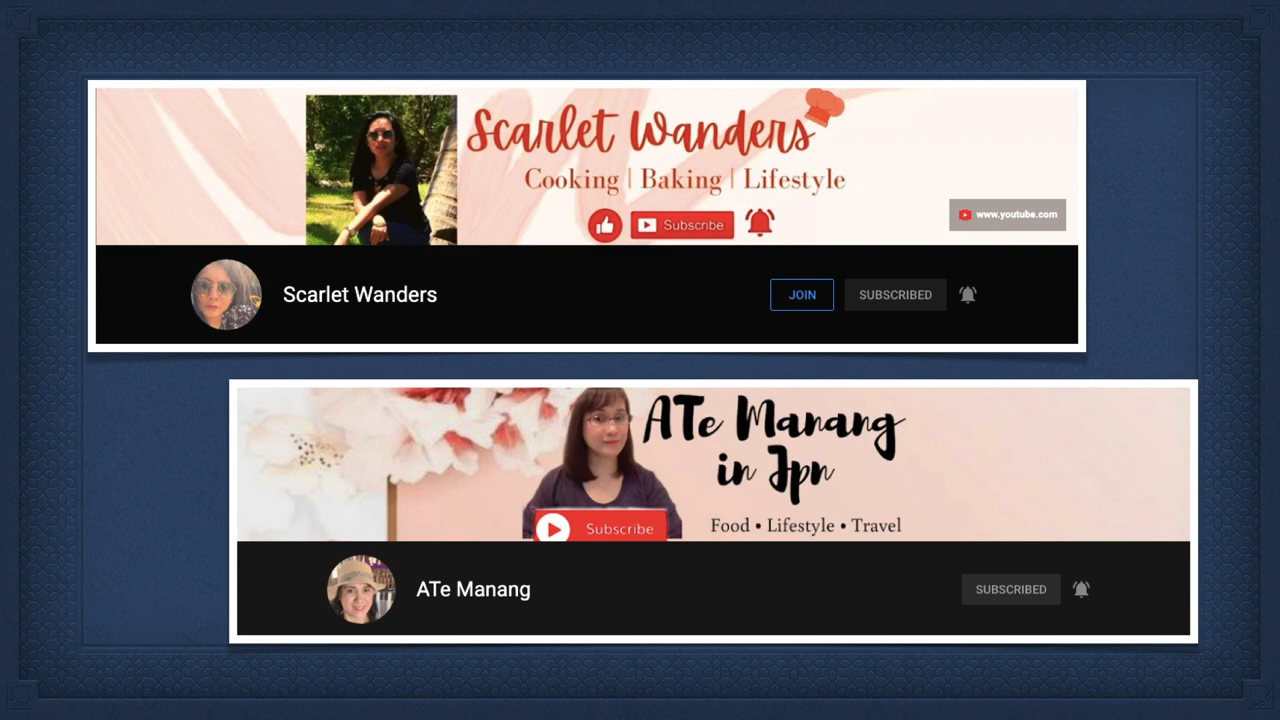 Scarlet Wanders
Cooking | Baking | Lifestyle
Subscribe
www.youtube.com
Scarlet Wanders
JOIN
SUBSCRIBED
ATe Manang
in Jpn
Subscribe
Food • Lifestyle • Travel
ATe Manang
SUBSCRIBED